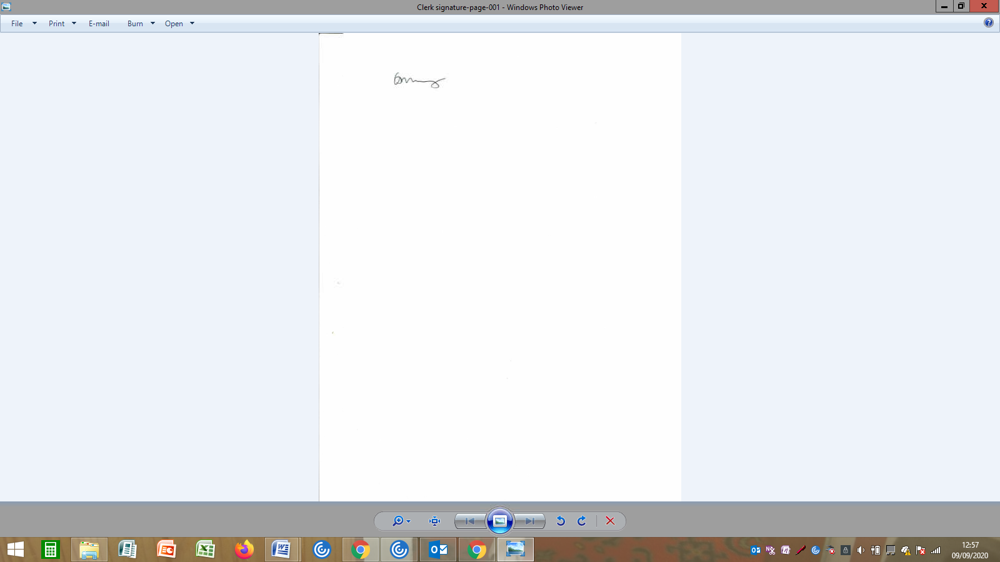 Clerk signature-page-001 - Windows Photo Viewer
File Print E-mail Burn Open
12:57
09/09/2020